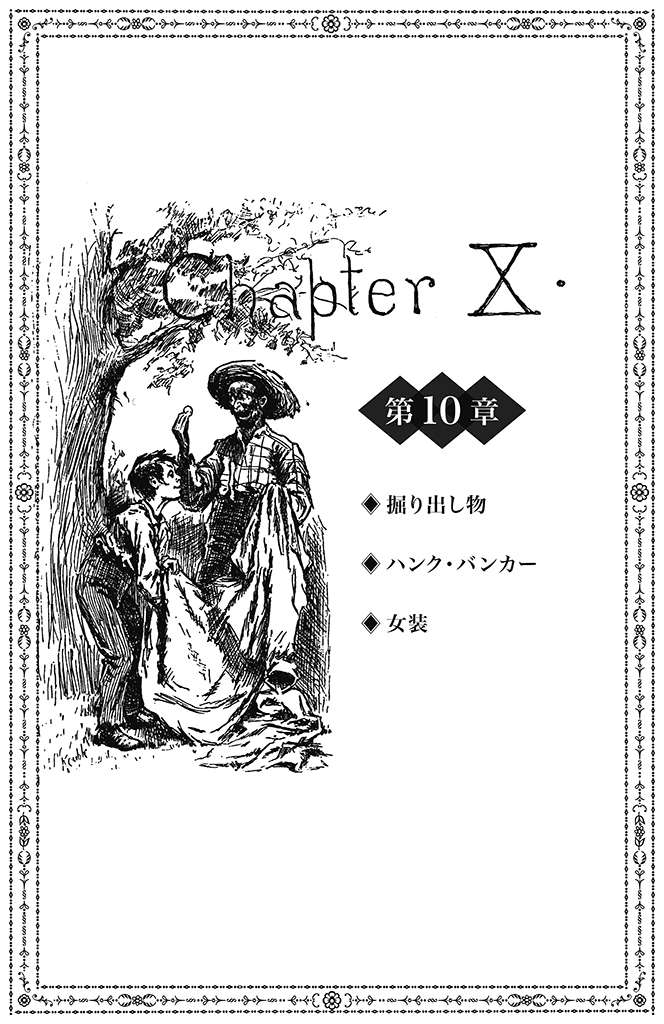 Chapter X.
第10章
◈ 掘り出し物
◈ ハンク・バンカー
◈ 女装
Kemble